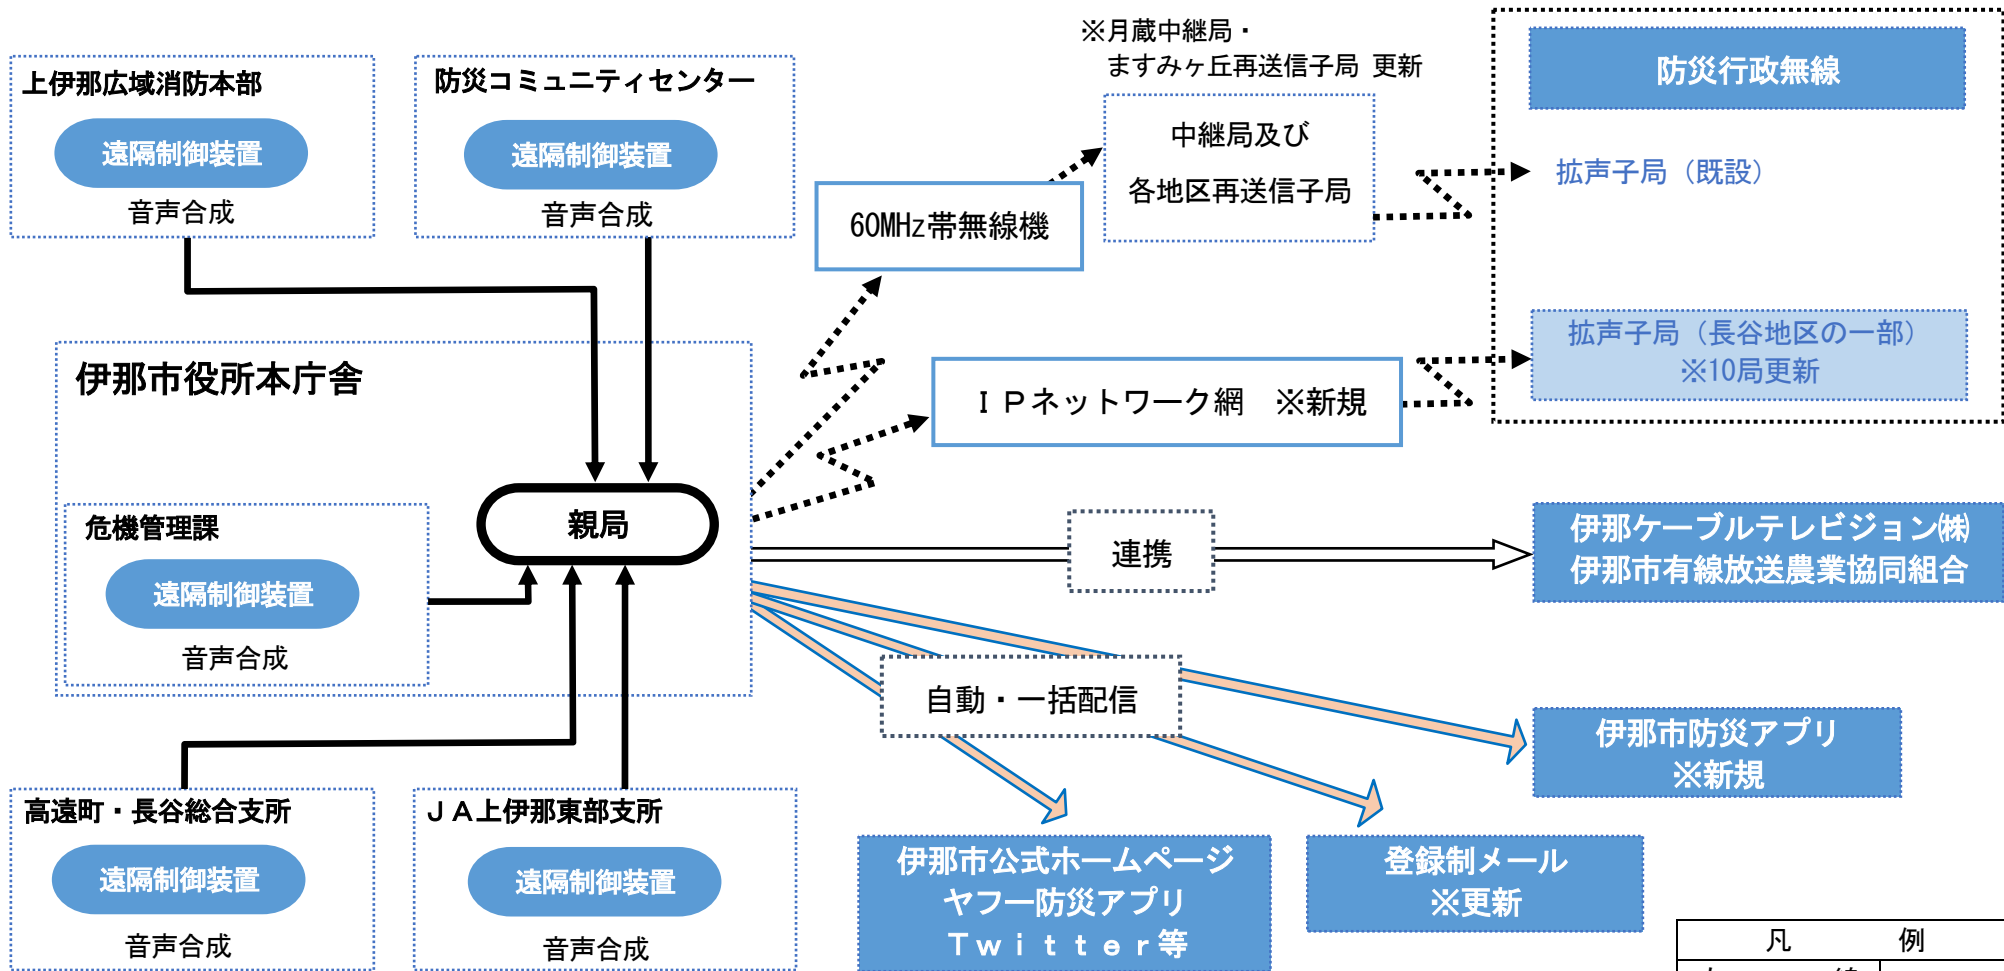 上伊那広域消防本部
遠隔制御装置
音声合成
防災コミュニティセンター
遠隔制御装置
音声合成
※月蔵中継局・
ますみヶ丘再送信子局 更新
中継局及び
各地区再送信子局
60MHz帯無線機
防災行政無線
拡声子局（既設）
拡声子局（長谷地区の一部）
※10局更新
伊那市役所本庁舎
ＩＰネットワーク網　※新規
親局
危機管理課
遠隔制御装置
音声合成
連携
伊那ケーブルテレビジョン㈱
伊那市有線放送農業協同組合
自動・一括配信
伊那市防災アプリ
※新規
高遠町・長谷総合支所
遠隔制御装置
音声合成
ＪＡ上伊那東部支所
遠隔制御装置
音声合成
伊那市公式ホームページ
ヤフー防災アプリ
Ｔｗｉｔｔｅｒ等
登録制メール
※更新
凡　例